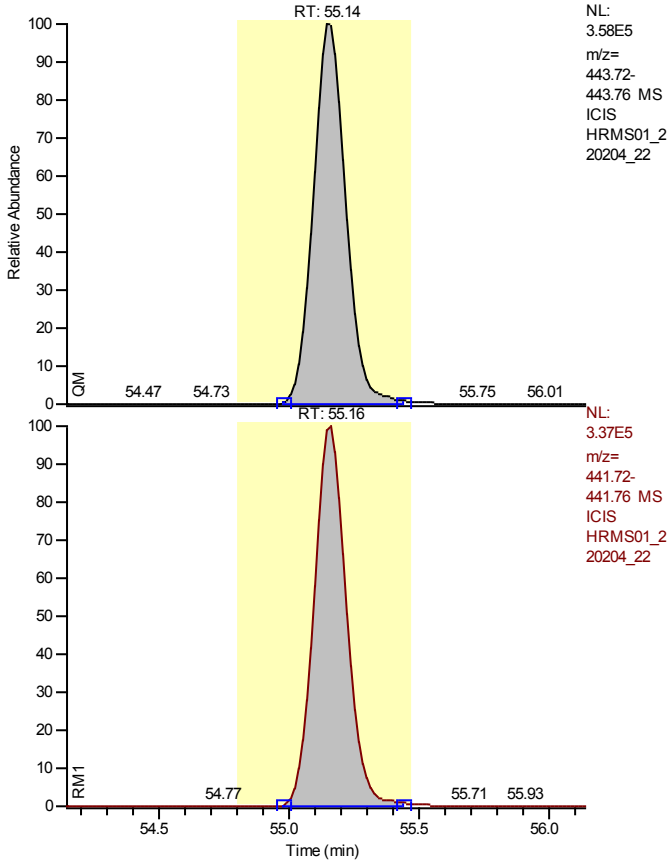 RT: 55.14
NL:
3.58E5
m/z=
443.72-
443.76 MS
ICIS
HRMS01_2
20204_22
100
90
80
70
60
50
40
30
20
10
0
Relative Abundance
QM
54.47 54.73 55.75 56.01
RT: 55.16
NL:
3.37E5
m/z=
441.72-
441.76 MS
ICIS
HRMS01_2
20204_22
100
90
80
70
60
50
40
30
20
10
0
RM1
54.77 55.71 55.93
54.5 55.0 55.5 56.0
Time (min)